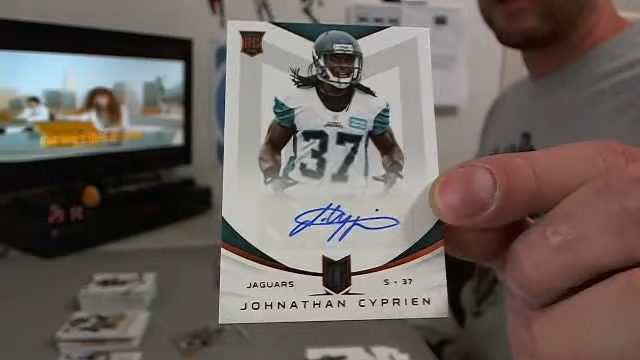 RC
37
JAGUARS
S - 37
JOHNATHAN CYPRIEN